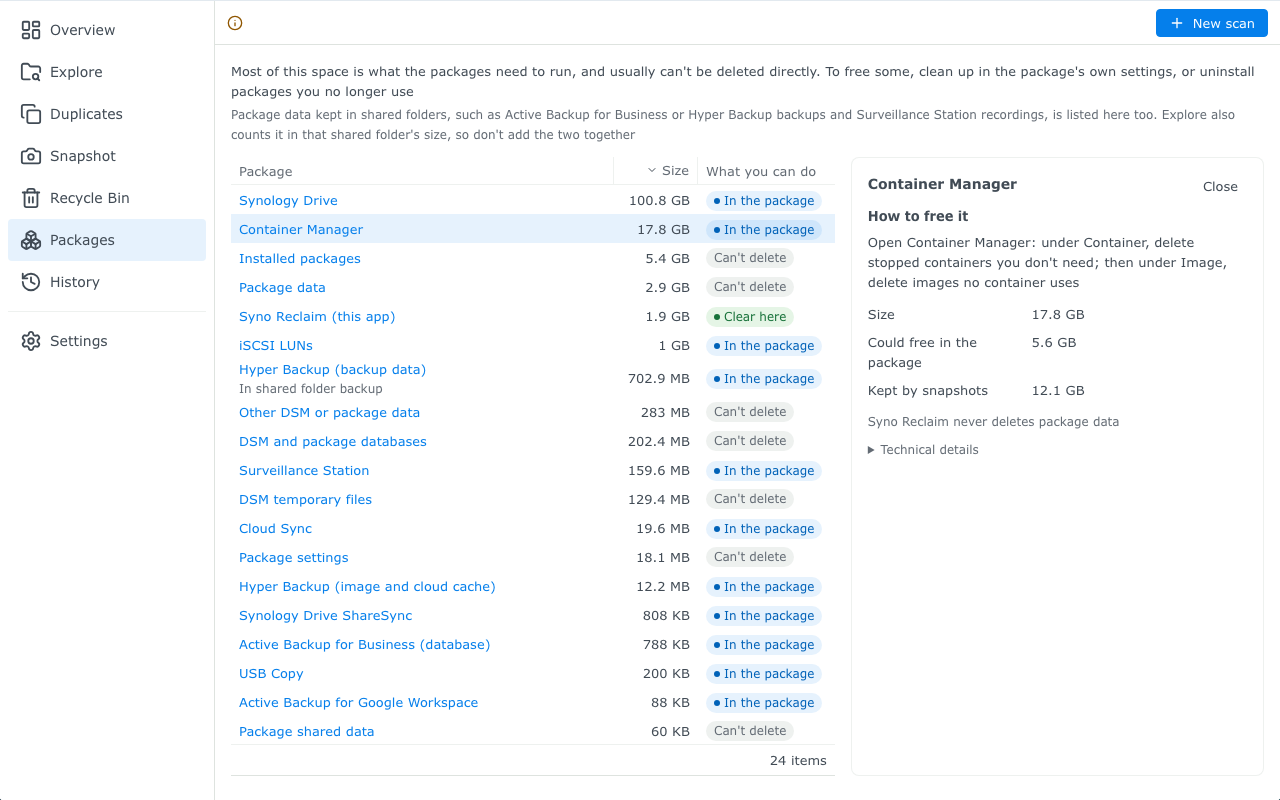 Overview
Explore
Duplicates
Snapshot
Recycle Bin
Packages
History
Settings
New scan
Most of this space is what the packages need to run, and usually can't be deleted directly. To free some, clean up in the package's own settings, or uninstall
packages you no longer use
Package data kept in shared folders, such as Active Backup for Business or Hyper Backup backups and Surveillance Station recordings, is listed here too. Explore also
counts it in that shared folder's size, so don't add the two together
Package Size What you can do
Synology Drive 100.8 GB In the package
Container Manager 17.8 GB In the package
Installed packages 5.4 GB Can't delete
Package data 2.9 GB Can't delete
Syno Reclaim (this app) 1.9 GB Clear here
iSCSI LUNs 1 GB In the package
Hyper Backup (backup data) 702.9 MB In the package
In shared folder backup
Other DSM or package data 283 MB Can't delete
DSM and package databases 202.4 MB Can't delete
Surveillance Station 159.6 MB In the package
DSM temporary files 129.4 MB Can't delete
Cloud Sync 19.6 MB In the package
Package settings 18.1 MB Can't delete
Hyper Backup (image and cloud cache) 12.2 MB In the package
Synology Drive ShareSync 808 KB In the package
Active Backup for Business (database) 788 KB In the package
USB Copy 200 KB In the package
Active Backup for Google Workspace 88 KB In the package
Package shared data 60 KB Can't delete
24 items
Container Manager Close
How to free it
Open Container Manager: under Container, delete
stopped containers you don't need; then under Image,
delete images no container uses
Size 17.8 GB
Could free in the 5.6 GB
package
Kept by snapshots 12.1 GB
Syno Reclaim never deletes package data
Technical details